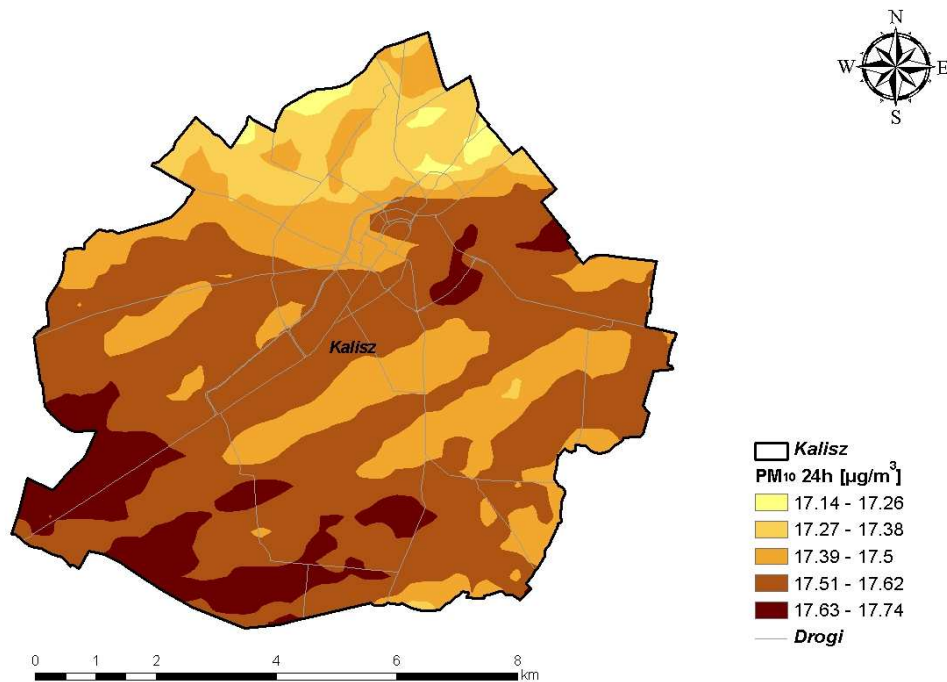 N
W E
S
Kalisz
Kalisz
PM₁₀ 24h [µg/m³]
17.14 - 17.26
17.27 - 17.38
17.39 - 17.5
17.51 - 17.62
17.63 - 17.74
Drogi
0 1 2 4 6 8
km